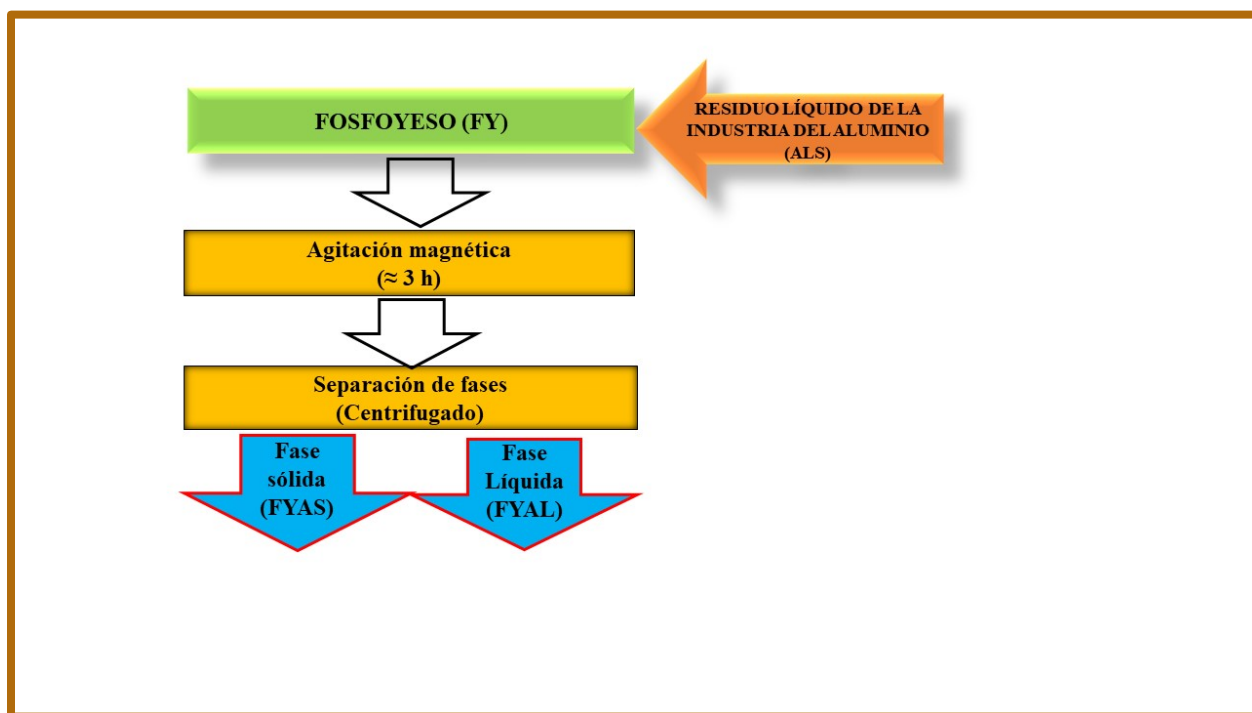 FOSFOYESO (FY)
RESIDUO LÍQUIDO DE LA
INDUSTRIA DEL ALUMINIO
(ALS)
Agitación magnética
(≈ 3 h)
Separación de fases
(Centrifugado)
Fase
sólida
(FYAS)
Fase
Líquida
(FYAL)